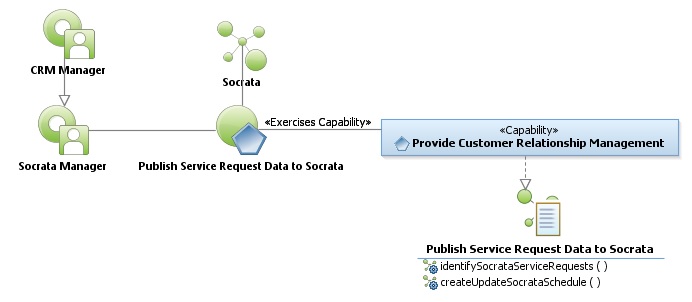 CRM Manager
Socrata
Socrata Manager
Publish Service Request Data to Socrata
«Exercises Capability»
«Capability»
Provide Customer Relationship Management
Publish Service Request Data to Socrata
identifySocrataServiceRequests ( )
createUpdateSocrataSchedule ( )